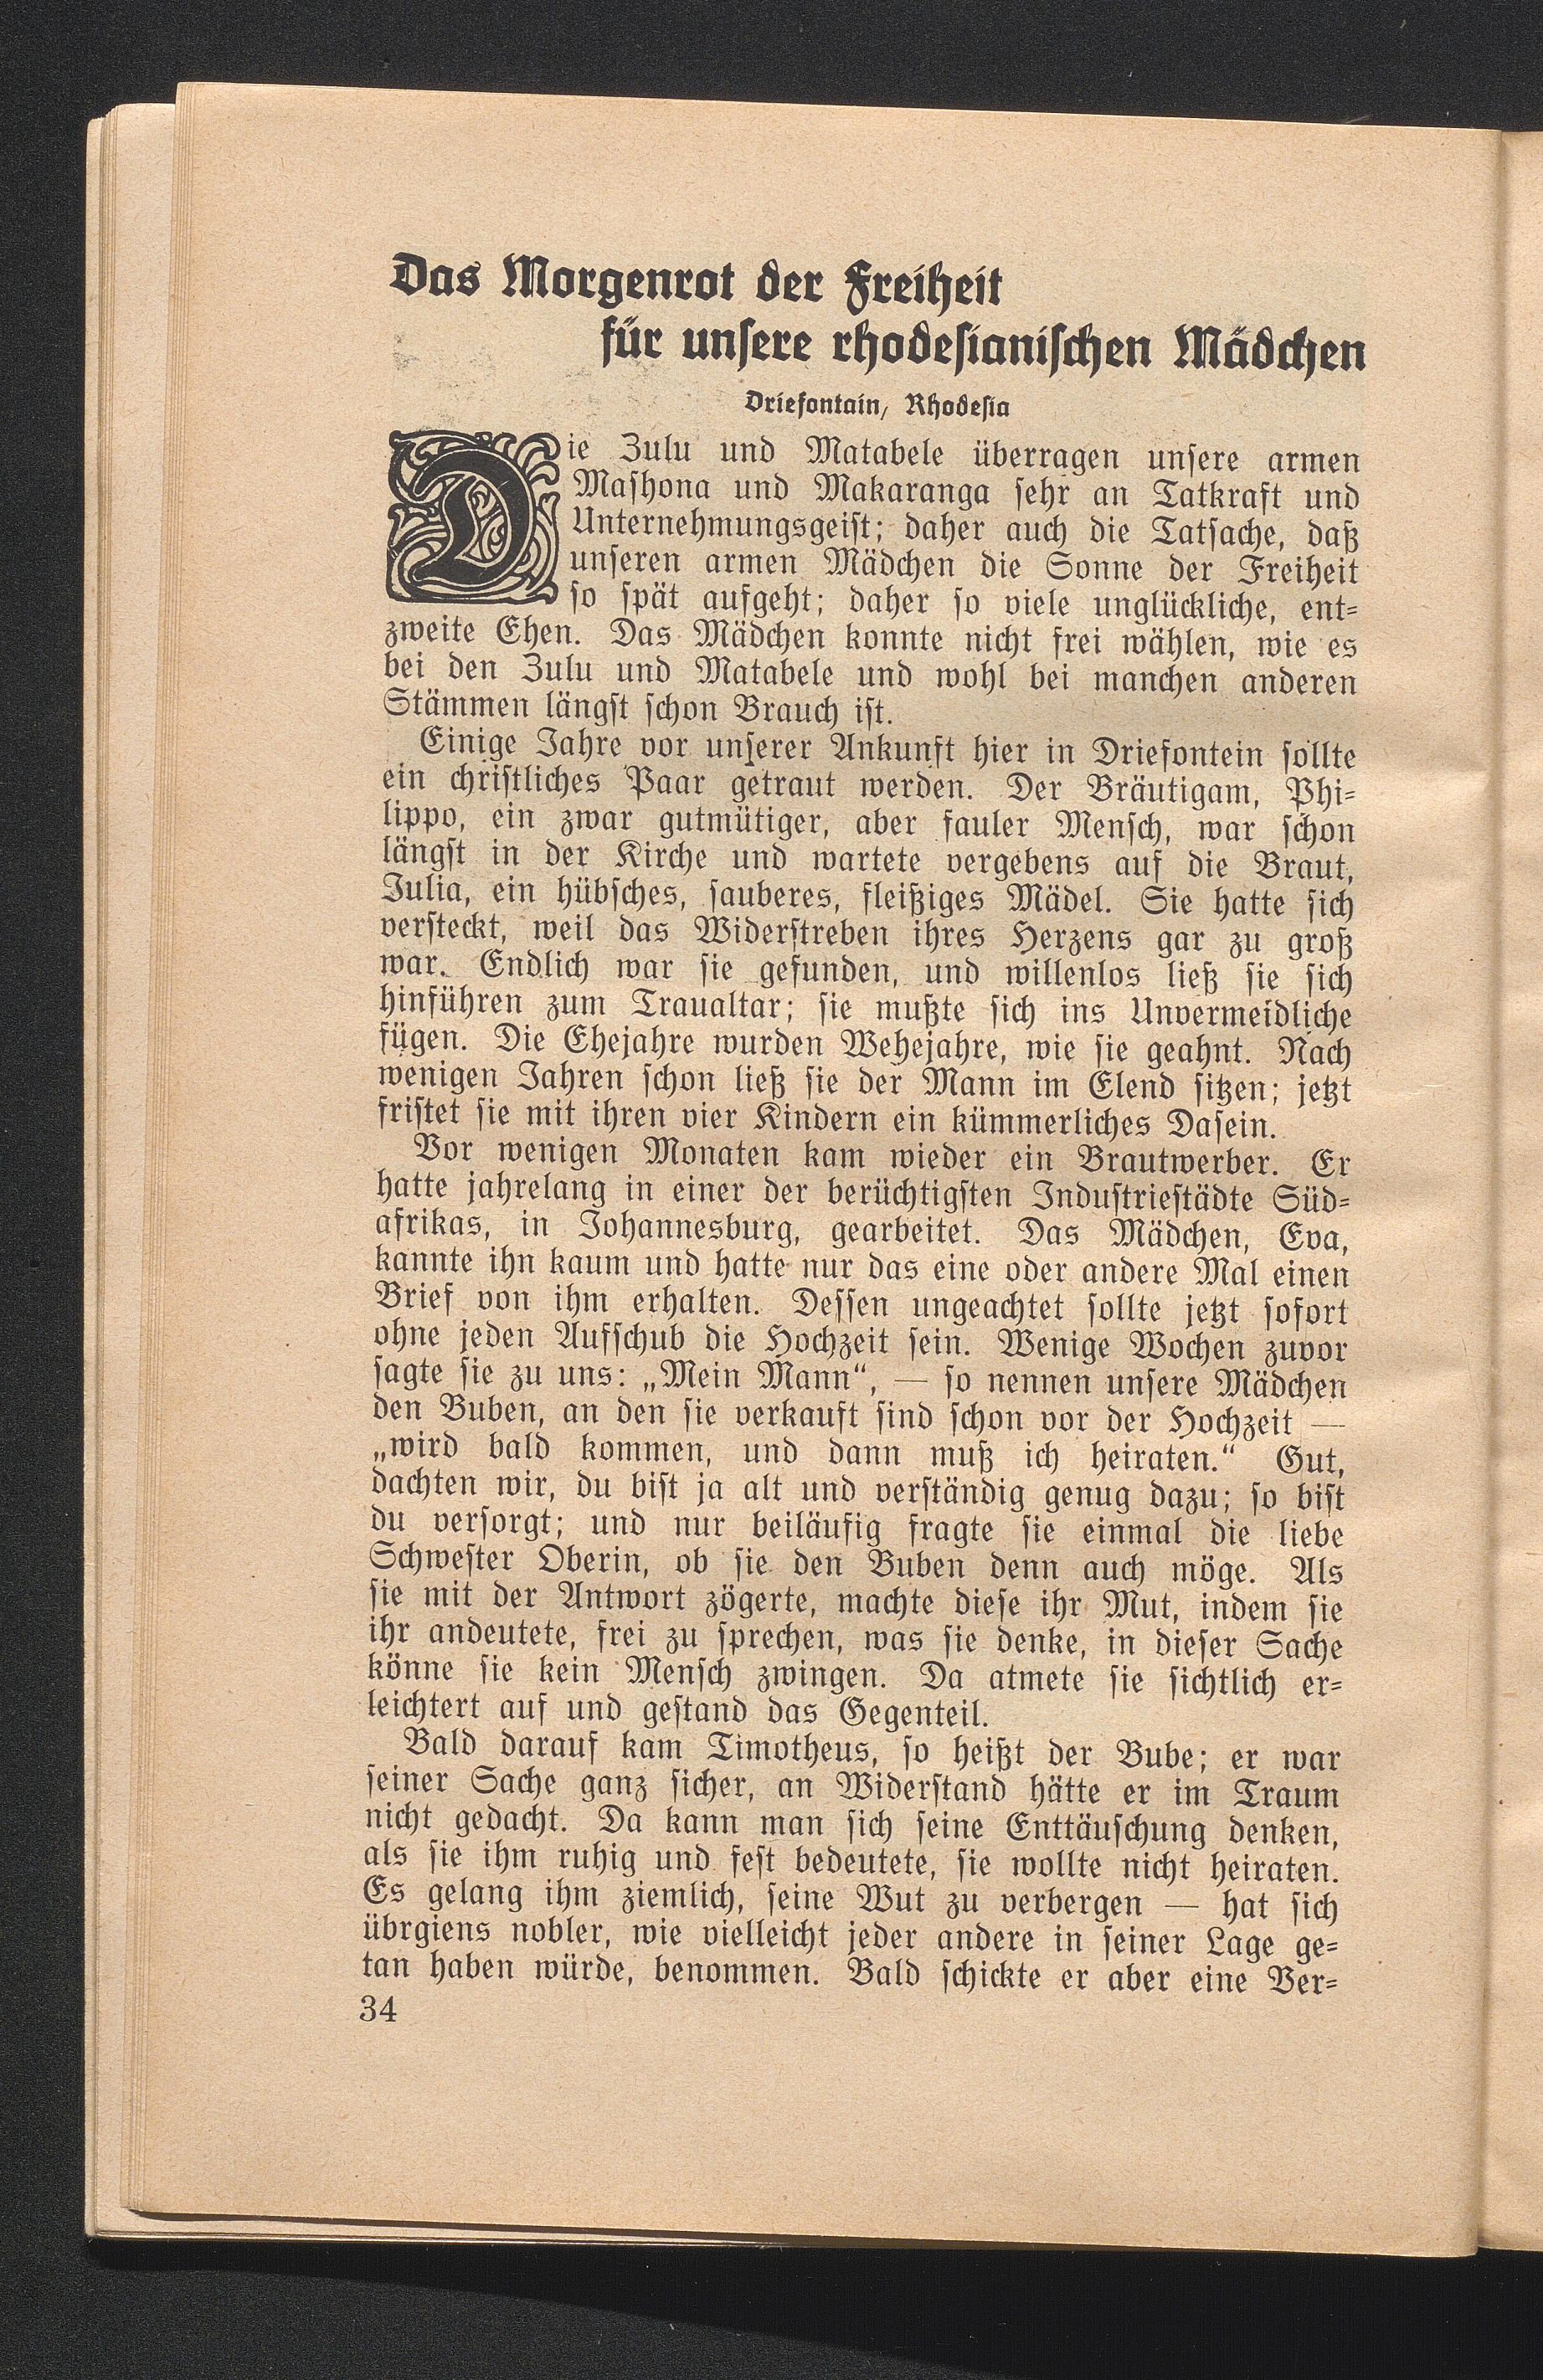 Das Morgenrot der Freiheit
für unsere rhodesianischen Mädchen
Driefontain, Rhodesia
Die Zulu und Matabele überragen unsere armen
Mashona und Makaranga sehr an Tatkraft und
Unternehmungsgeist; daher auch die Tatsache, daß
unseren armen Mädchen die Sonne der Freiheit
so spät aufgeht; daher so viele unglückliche, ent-
zweite Ehen. Das Mädchen konnte nicht frei wählen, wie es
bei den Zulu und Matabele und wohl bei manchen anderen
Stämmen längst schon Brauch ist.
Einige Jahre vor unserer Ankunft hier in Driefontein sollte
ein christliches Paar getraut werden. Der Bräutigam, Phi-
lippo, ein zwar gutmütiger, aber fauler Mensch, war schon
längst in der Kirche und wartete vergebens auf die Braut,
Julia, ein hübsches, sauberes, fleißiges Mädel. Sie hatte sich
versteckt, weil das Widerstreben ihres Herzens gar zu groß
war. Endlich war sie gefunden, und willenlos ließ sie sich
hinführen zum Traualtar; sie mußte sich ins Unvermeidliche
fügen. Die Ehejahre wurden Wehejahre, wie sie geahnt. Nach
wenigen Jahren schon ließ sie der Mann im Elend sitzen; jetzt
fristet sie mit ihren vier Kindern ein kümmerliches Dasein.
Vor wenigen Monaten kam wieder ein Brautwerber. Er
hatte jahrelang in einer der berüchtigsten Industriestädte Süd-
afrikas, in Johannesburg, gearbeitet. Das Mädchen, Eva,
kannte ihn kaum und hatte nur das eine oder andere Mal einen
Brief von ihm erhalten. Dessen ungeachtet sollte jetzt sofort
ohne jeden Aufschub die Hochzeit sein. Wenige Wochen zuvor
sagte sie zu uns: „Mein Mann“, — so nennen unsere Mädchen
den Buben, an den sie verkauft sind schon vor der Hochzeit —
„wird bald kommen, und dann muß ich heiraten.“ Gut,
dachten wir, du bist ja alt und verständig genug dazu; so bist
du versorgt; und nur beiläufig fragte sie einmal die liebe
Schwester Oberin, ob sie den Buben denn auch möge. Als
sie mit der Antwort zögerte, machte diese ihr Mut, indem sie
ihr andeutete, frei zu sprechen, was sie denke, in dieser Sache
könne sie kein Mensch zwingen. Da atmete sie sichtlich er-
leichtert auf und gestand das Gegenteil.
Bald darauf kam Timotheus, so heißt der Bube; er war
seiner Sache ganz sicher, an Widerstand hätte er im Traum
nicht gedacht. Da kann man sich seine Enttäuschung denken,
als sie ihm ruhig und fest bedeutete, sie wollte nicht heiraten.
Es gelang ihm ziemlich, seine Wut zu verbergen — hat sich
übrgiens nobler, wie vielleicht jeder andere in seiner Lage ge-
tan haben würde, benommen. Bald schickte er aber eine Ver-
34